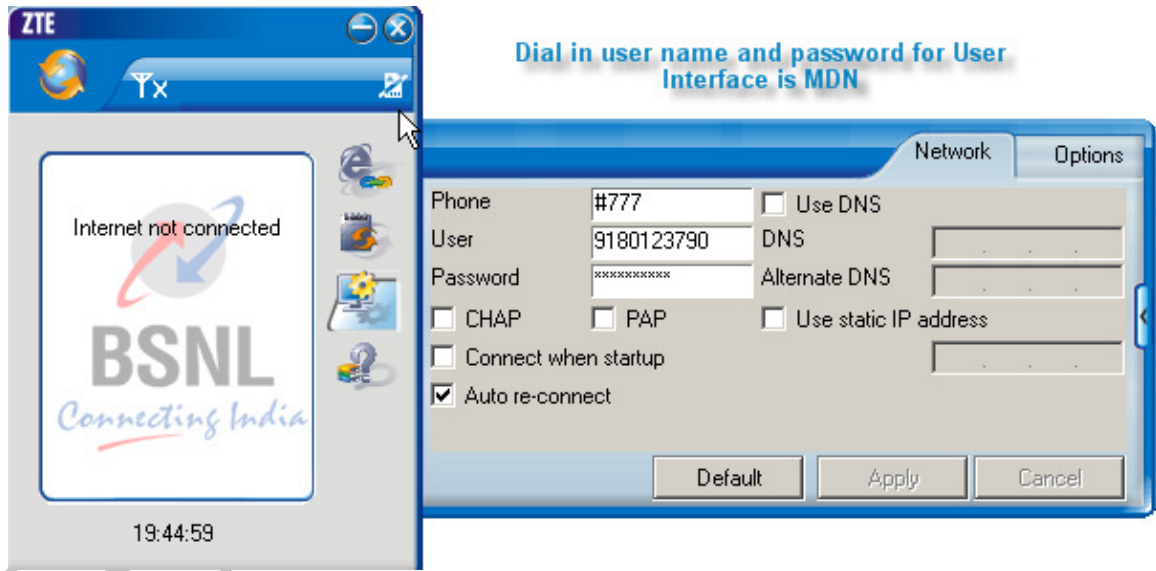 ZTE
Dial in user name and password for User
Interface is MDN
Internet not connected
BSNL
Connecting India
19:44:59
Network Options
Phone #777 Use DNS
User 9180123790 DNS
Password ********** Alternate DNS
CHAP PAP Use static IP address
Connect when startup
Auto re-connect
Default Apply Cancel